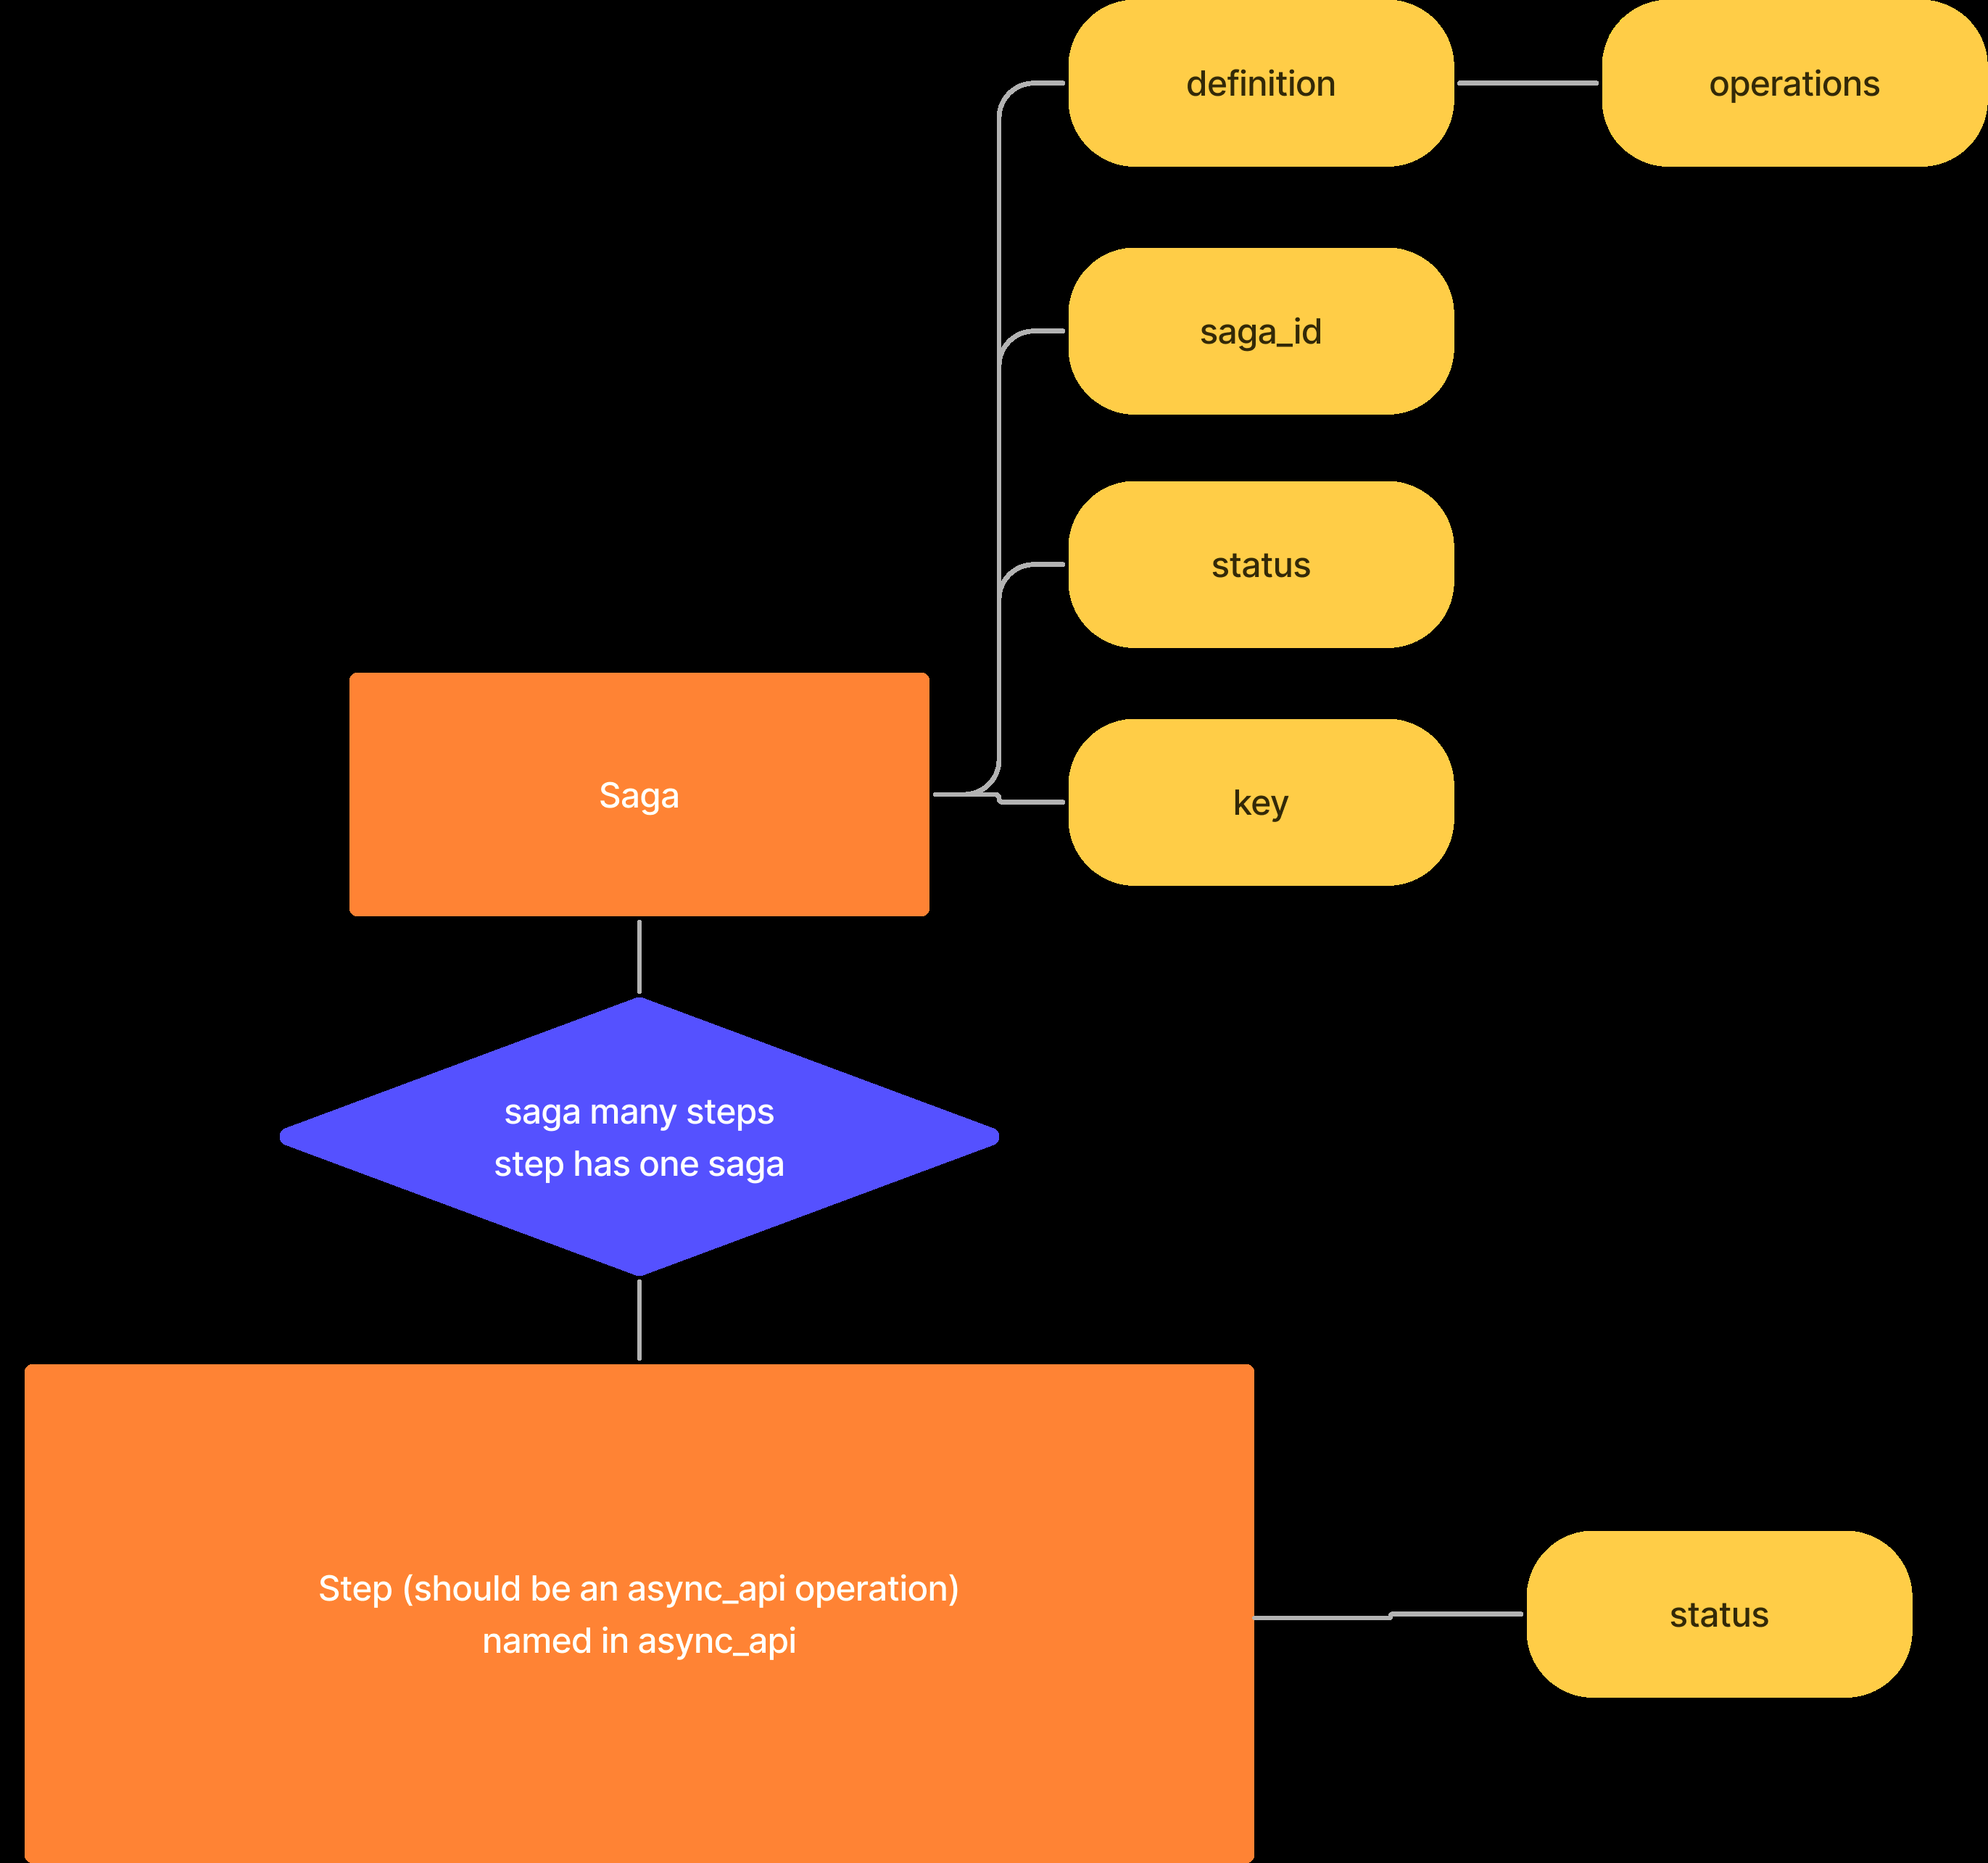 definition
operations
saga_id
status
Saga
key
saga many steps
step has one saga
Step (should be an async_api operation)
named in async_api
status